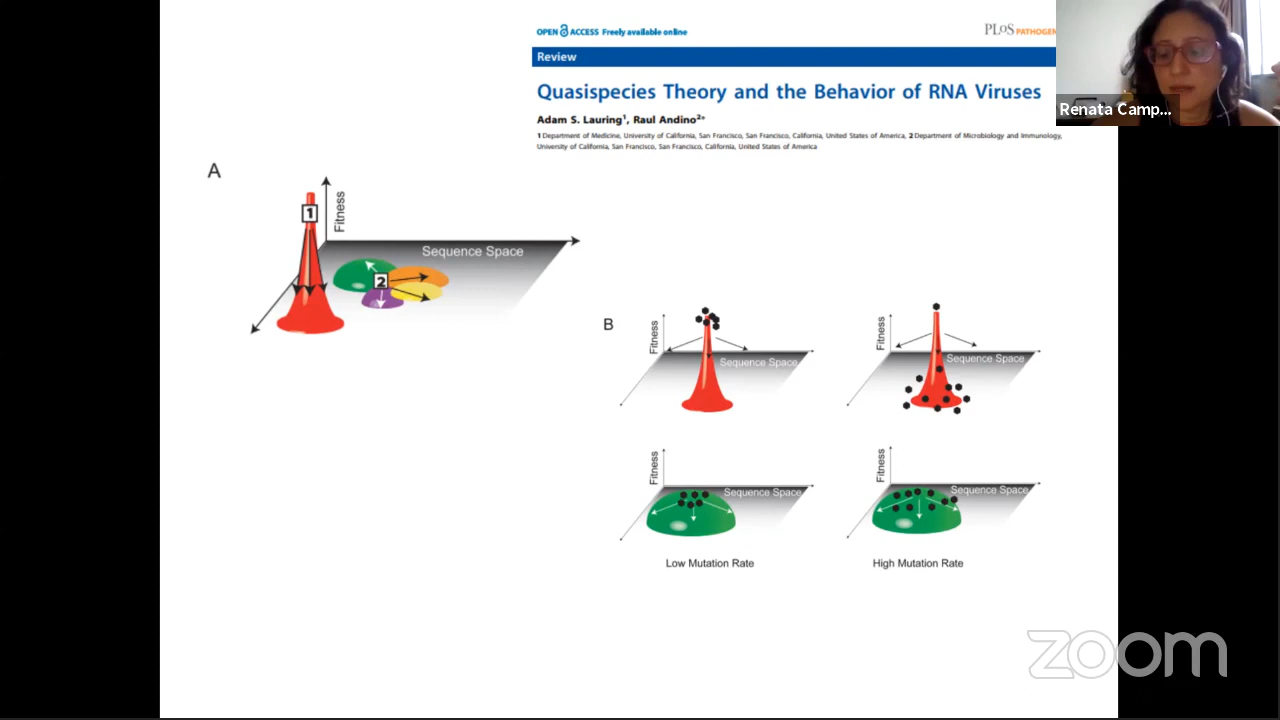 OPEN ACCESS Freely available online
PLoS PATHOGEN
Review
Quasispecies Theory and the Behavior of RNA Viruses
Adam S. Lauring1, Raul Andino2*
1 Department of Medicine, University of California, San Francisco, San Francisco, California, United States of America, 2 Department of Microbiology and Immunology,
University of California, San Francisco, San Francisco, California, United States of America
Renata Camp...
A
1
Fitness
Sequence Space
2
B
Fitness
Sequence Space
Fitness
Sequence Space
Fitness
Sequence Space
Fitness
Sequence Space
Low Mutation Rate
High Mutation Rate
zoom